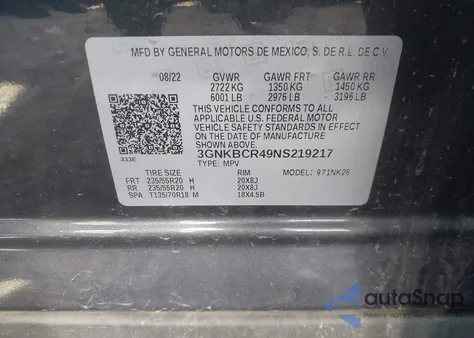 MFD BY GENERAL MOTORS DE MEXICO, S. DE R.L. DE C.V.
08/22 GVWR GAWR FRT GAWR RR
2722 KG 1350 KG 1450 KG
6001 LB 2976 LB 3196 LB
THIS VEHICLE CONFORMS TO ALL
APPLICABLE U.S. FEDERAL MOTOR
VEHICLE SAFETY STANDARDS IN
EFFECT ON THE DATE OF MANUFACTURE
SHOWN ABOVE.
333E 3GNKBCR49NS219217
TYPE: MPV 971NK26
TIRE SIZE RIM
FRT 235/55R20 H 20X8J
RR 235/55R20 H 20X8J
SPA T135/70R18 M 18X4.5B
autoSnap